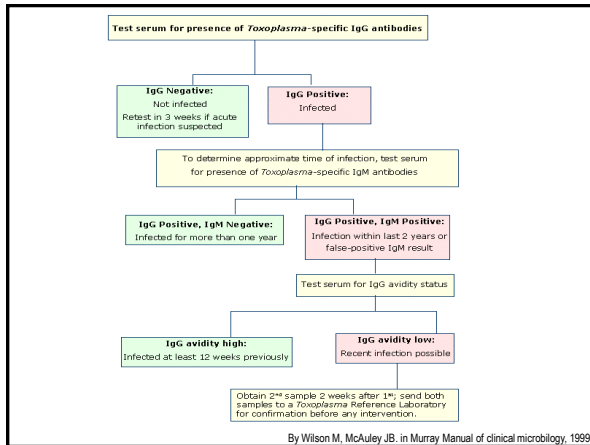 Test serum for presence of Toxoplasma-specific IgG antibodies
IgG Negative:
Not infected
Retest in 3 weeks if acute
infection suspected
IgG Positive:
Infected
To determine approximate time of infection, test serum
for presence of Toxoplasma-specific IgM antibodies
IgG Positive, IgM Negative:
Infected for more than one year
IgG Positive, IgM Positive:
Infection within last 2 years or
false-positive IgM result
Test serum for IgG avidity status
IgG avidity high:
Infected at least 12 weeks previously
IgG avidity low:
Recent infection possible
Obtain 2nd sample 2 weeks after 1st; send both
samples to a Toxoplasma Reference Laboratory
for confirmation before any intervention.
By Wilson M, McAuley JB. in Murray Manual of clinical microbilogy, 1999